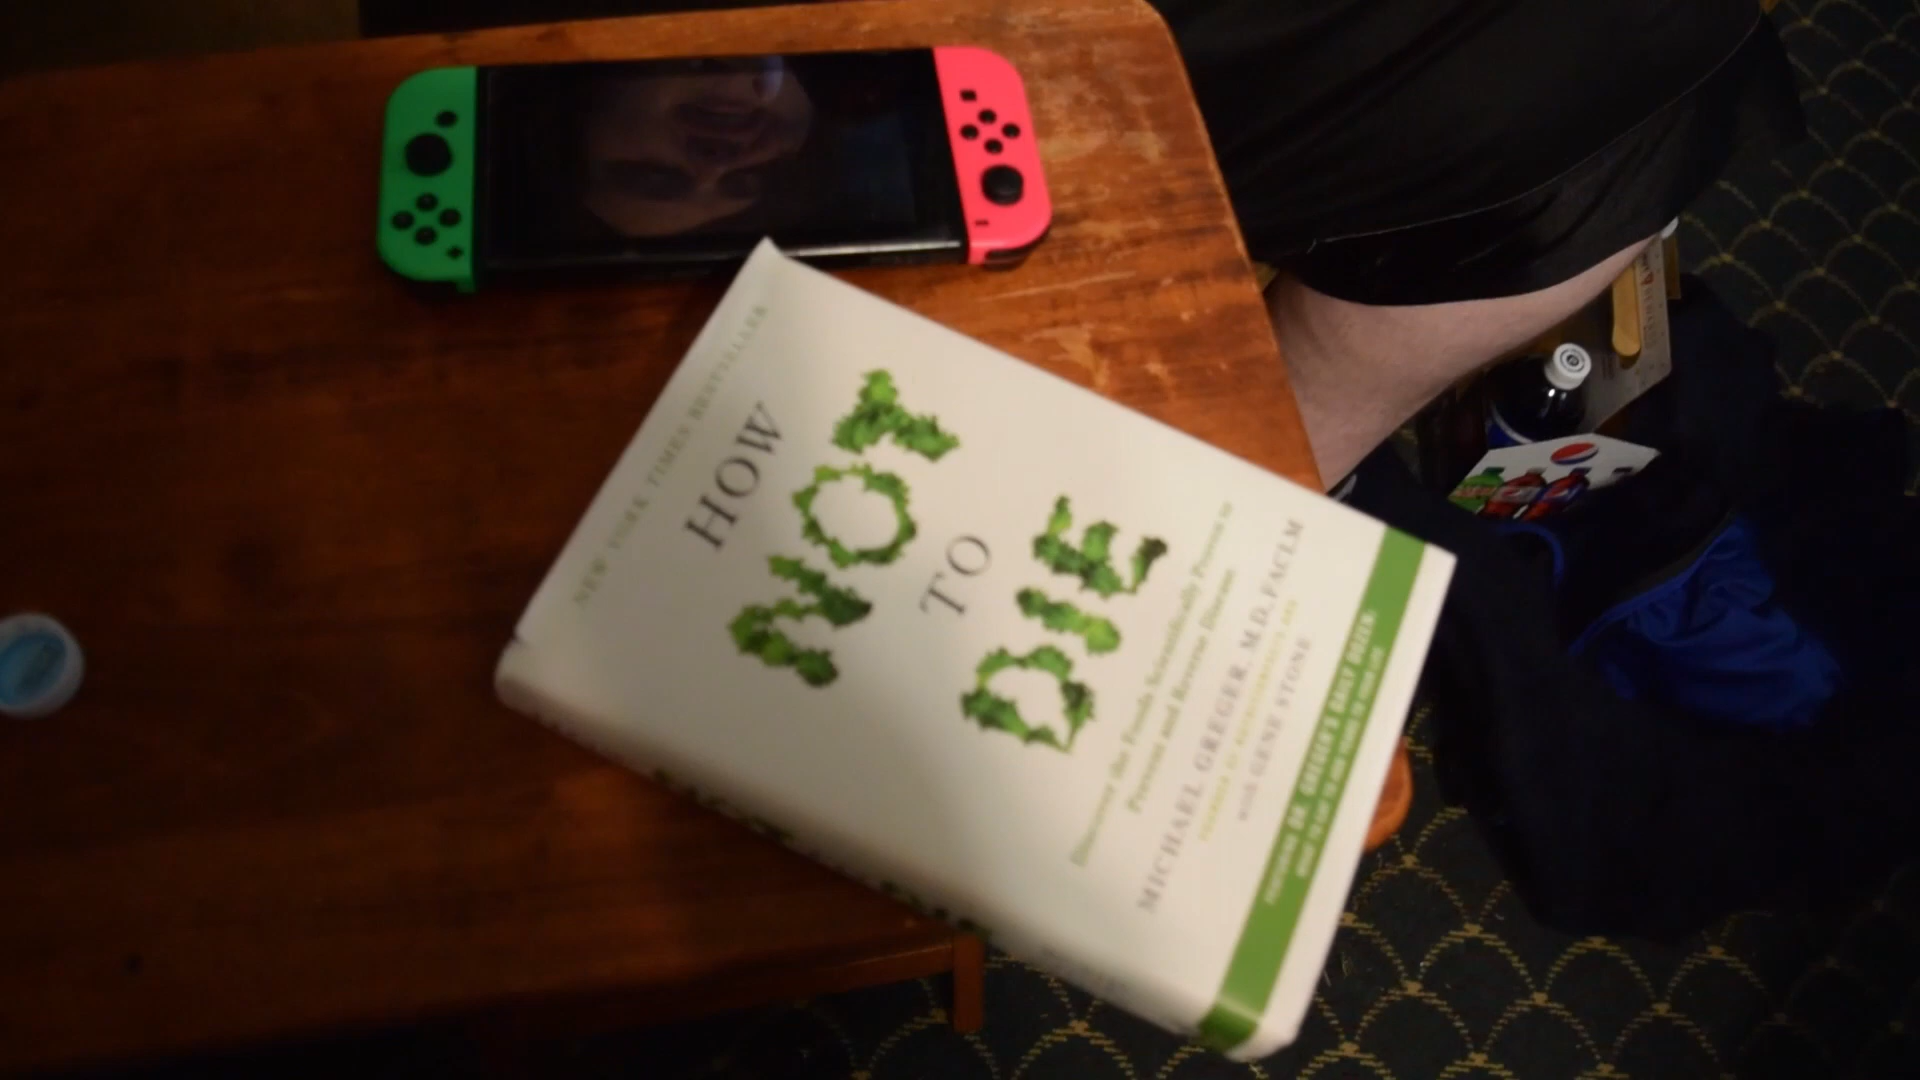 NEW YORK TIMES BESTSELLER
HOW
NOT
TO
DIE
Discover the Foods Scientifically Proven to
Prevent and Reverse Disease
MICHAEL GREGER, M.D., FACLM
with GENE STONE
FEATURING DR. GREGER'S DAILY DOZEN—